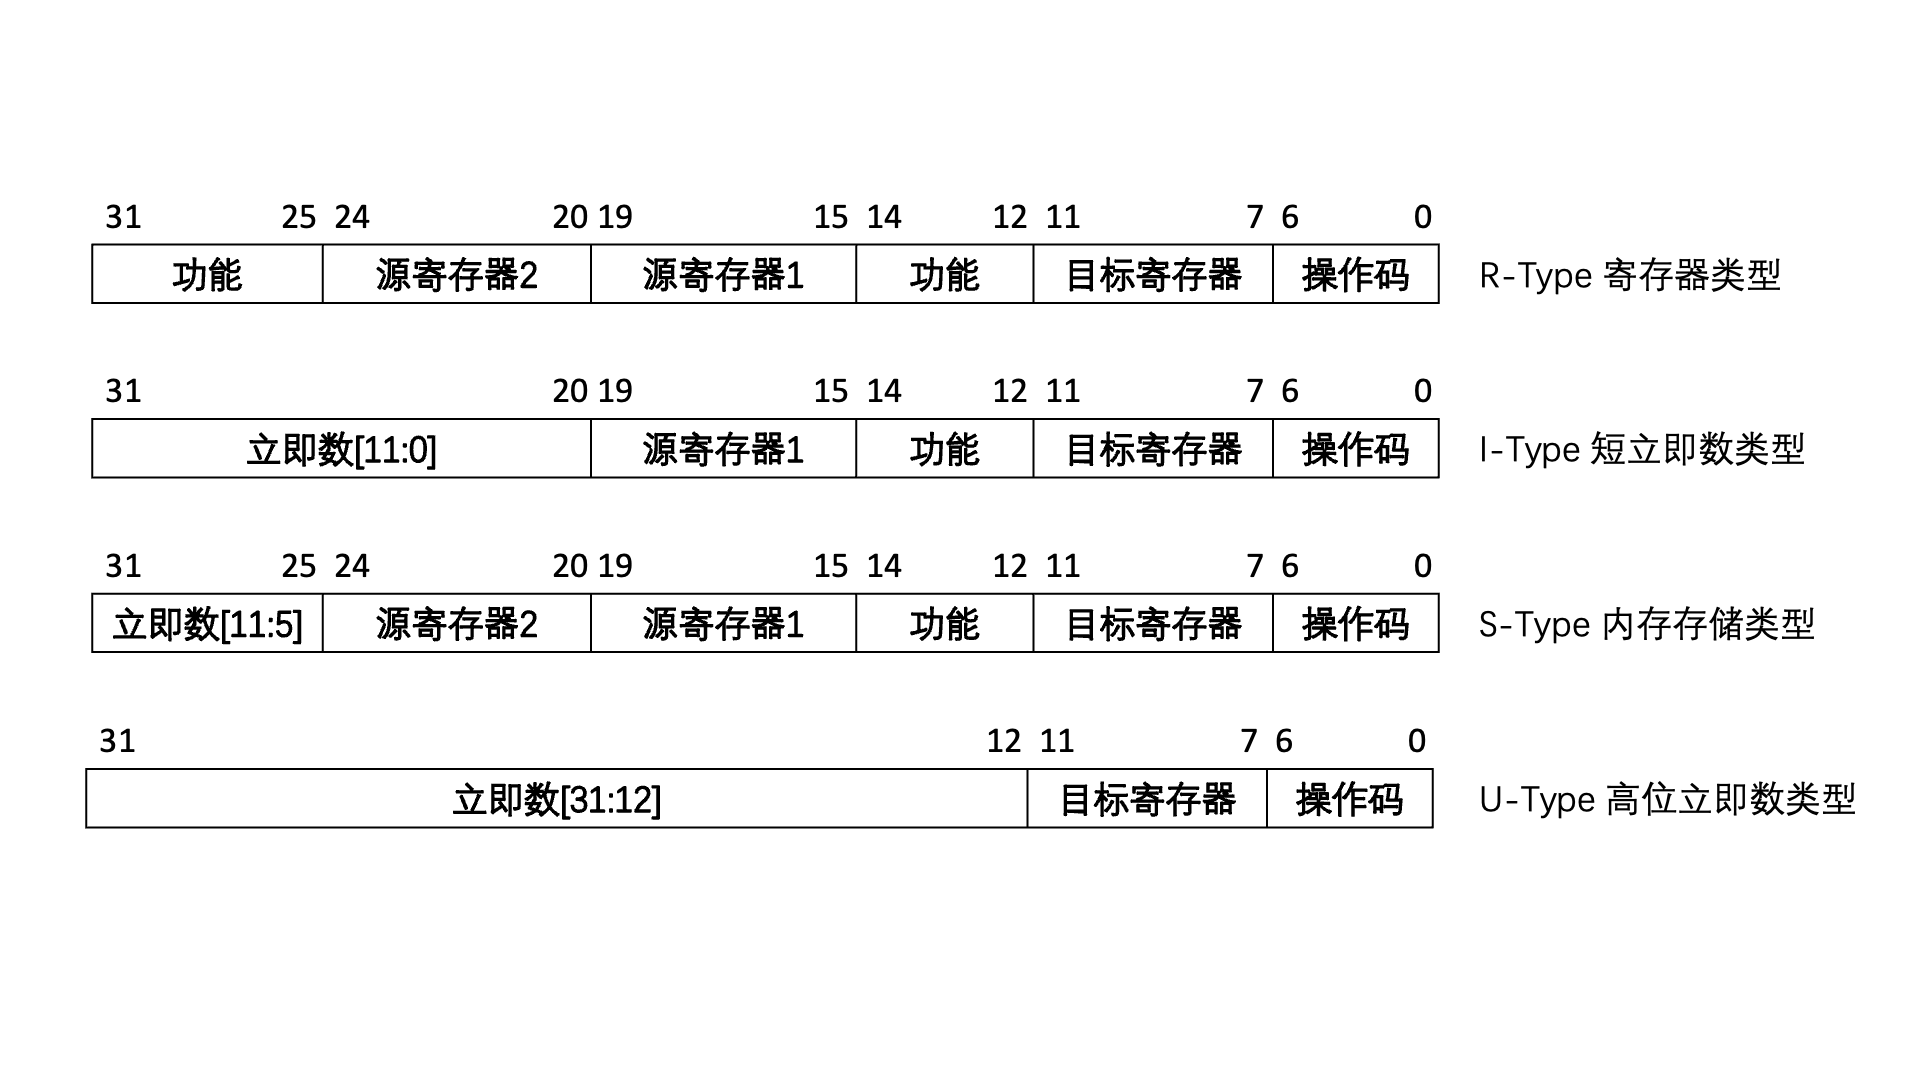 31 25 24 20 19 15 14 12 11 7 6 0
功能 源寄存器2 源寄存器1 功能 目标寄存器 操作码 R-Type 寄存器类型
31 20 19 15 14 12 11 7 6 0
立即数[11:0] 源寄存器1 功能 目标寄存器 操作码 I-Type 短立即数类型
31 25 24 20 19 15 14 12 11 7 6 0
立即数[11:5] 源寄存器2 源寄存器1 功能 目标寄存器 操作码 S-Type 内存存储类型
31 12 11 7 6 0
立即数[31:12] 目标寄存器 操作码 U-Type 高位立即数类型